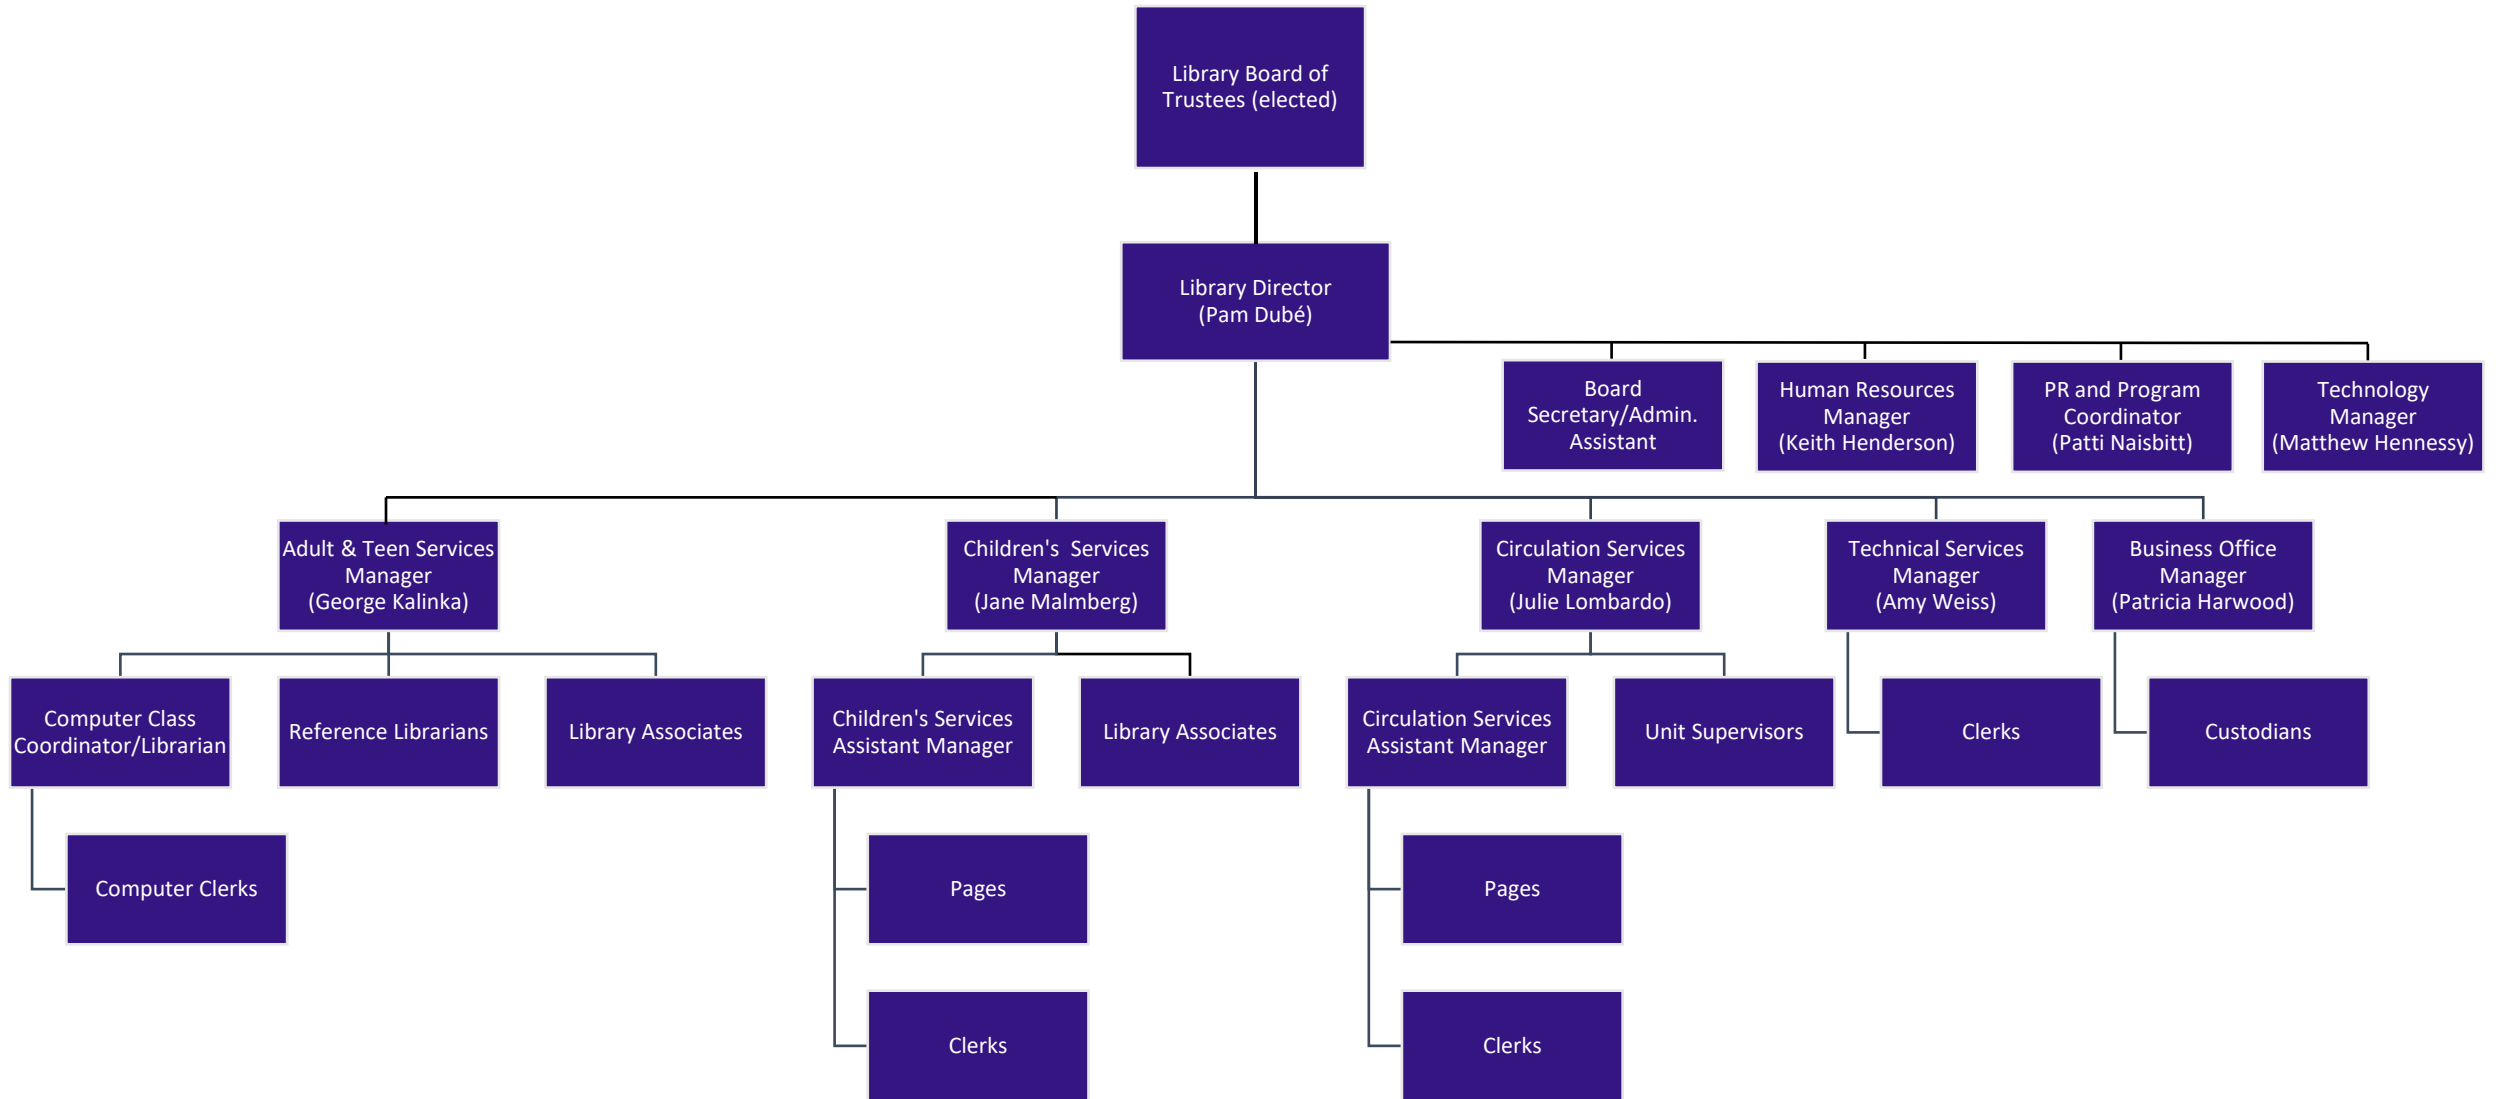 Library Board of
Trustees (elected)
Library Director
(Pam Dubé)
Board
Secretary/Admin.
Assistant
Human Resources
Manager
(Keith Henderson)
PR and Program
Coordinator
(Patti Naisbitt)
Technology
Manager
(Matthew Hennessy)
Adult & Teen Services
Manager
(George Kalinka)
Children's  Services
Manager
(Jane Malmberg)
Circulation Services
Manager
(Julie Lombardo)
Technical Services
Manager
(Amy Weiss)
Business Office
Manager
(Patricia Harwood)
Computer Class
Coordinator/Librarian
Reference Librarians
Library Associates
Children's Services
Assistant Manager
Library Associates
Circulation Services
Assistant Manager
Unit Supervisors
Clerks
Custodians
Computer Clerks
Pages
Pages
Clerks
Clerks